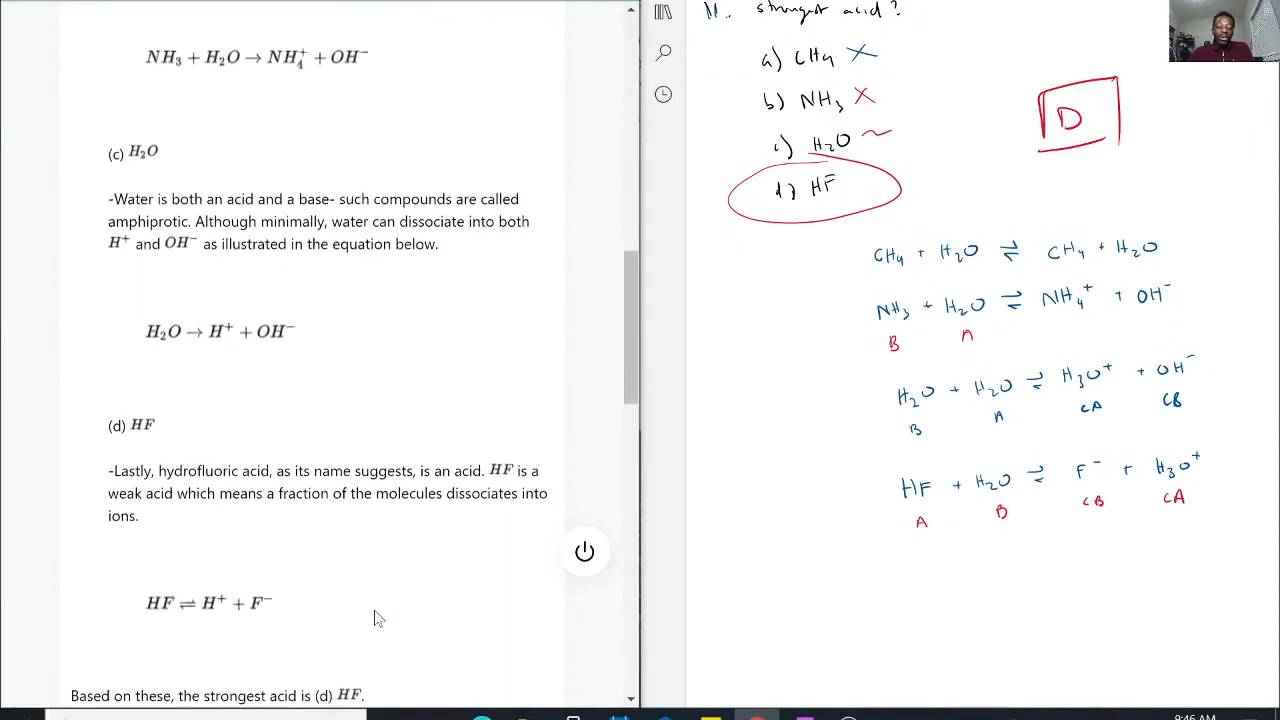 NH₃ + H₂O → NH₄⁺ + OH⁻
(c) H₂O
-Water is both an acid and a base- such compounds are called
amphiprotic. Although minimally, water can dissociate into both
H⁺ and OH⁻ as illustrated in the equation below.
H₂O → H⁺ + OH⁻
(d) HF
-Lastly, hydrofluoric acid, as its name suggests, is an acid. HF is a
weak acid which means a fraction of the molecules dissociates into
ions.
HF ⇌ H⁺ + F⁻
Based on these, the strongest acid is (d) HF.
strongest acid?
a) CH₄ X
b) NH₃ X
c) H₂O ~
d) HF
D
CH₄ + H₂O ⇌ CH₄ + H₂O
NH₃ + H₂O ⇌ NH₄⁺ + OH⁻
B A
H₂O + H₂O ⇌ H₃O⁺ + OH⁻
B A CA CB
HF + H₂O ⇌ F⁻ + H₃O⁺
A B CB CA
9:46 AM